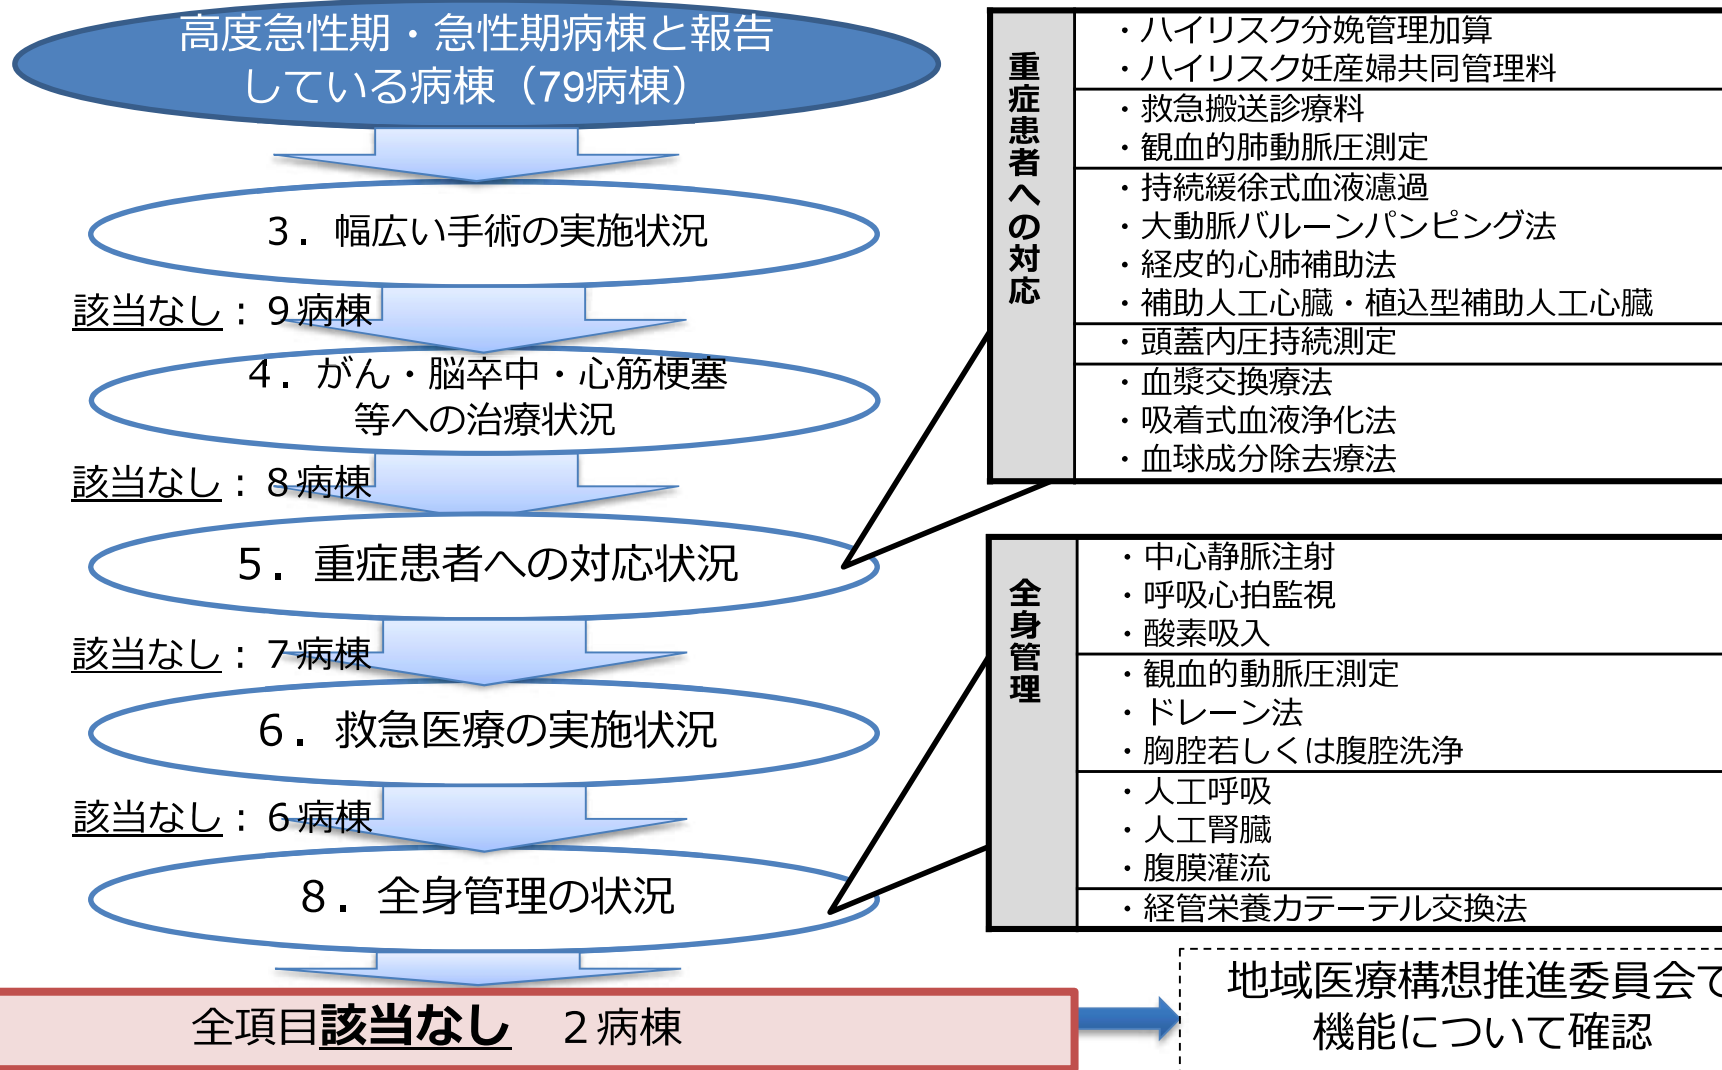 高度急性期・急性期病棟と報告
している病棟（79病棟）
３．幅広い手術の実施状況
該当なし：９病棟
４．がん・脳卒中・心筋梗塞
等への治療状況
該当なし：８病棟
５．重症患者への対応状況
該当なし：７病棟
６．救急医療の実施状況
該当なし：６病棟
８．全身管理の状況
全項目該当なし　２病棟
重症患者への対応
・ハイリスク分娩管理加算
・ハイリスク妊産婦共同管理料
・救急搬送診療料
・観血的肺動脈圧測定
・持続緩徐式血液濾過
・大動脈バルーンパンピング法
・経皮的心肺補助法
・補助人工心臓・植込型補助人工心臓
・頭蓋内圧持続測定
・血漿交換療法
・吸着式血液浄化法
・血球成分除去療法
全身管理
・中心静脈注射
・呼吸心拍監視
・酸素吸入
・観血的動脈圧測定
・ドレーン法
・胸腔若しくは腹腔洗浄
・人工呼吸
・人工腎臓
・腹膜灌流
・経管栄養カテーテル交換法
地域医療構想推進委員会で
機能について確認